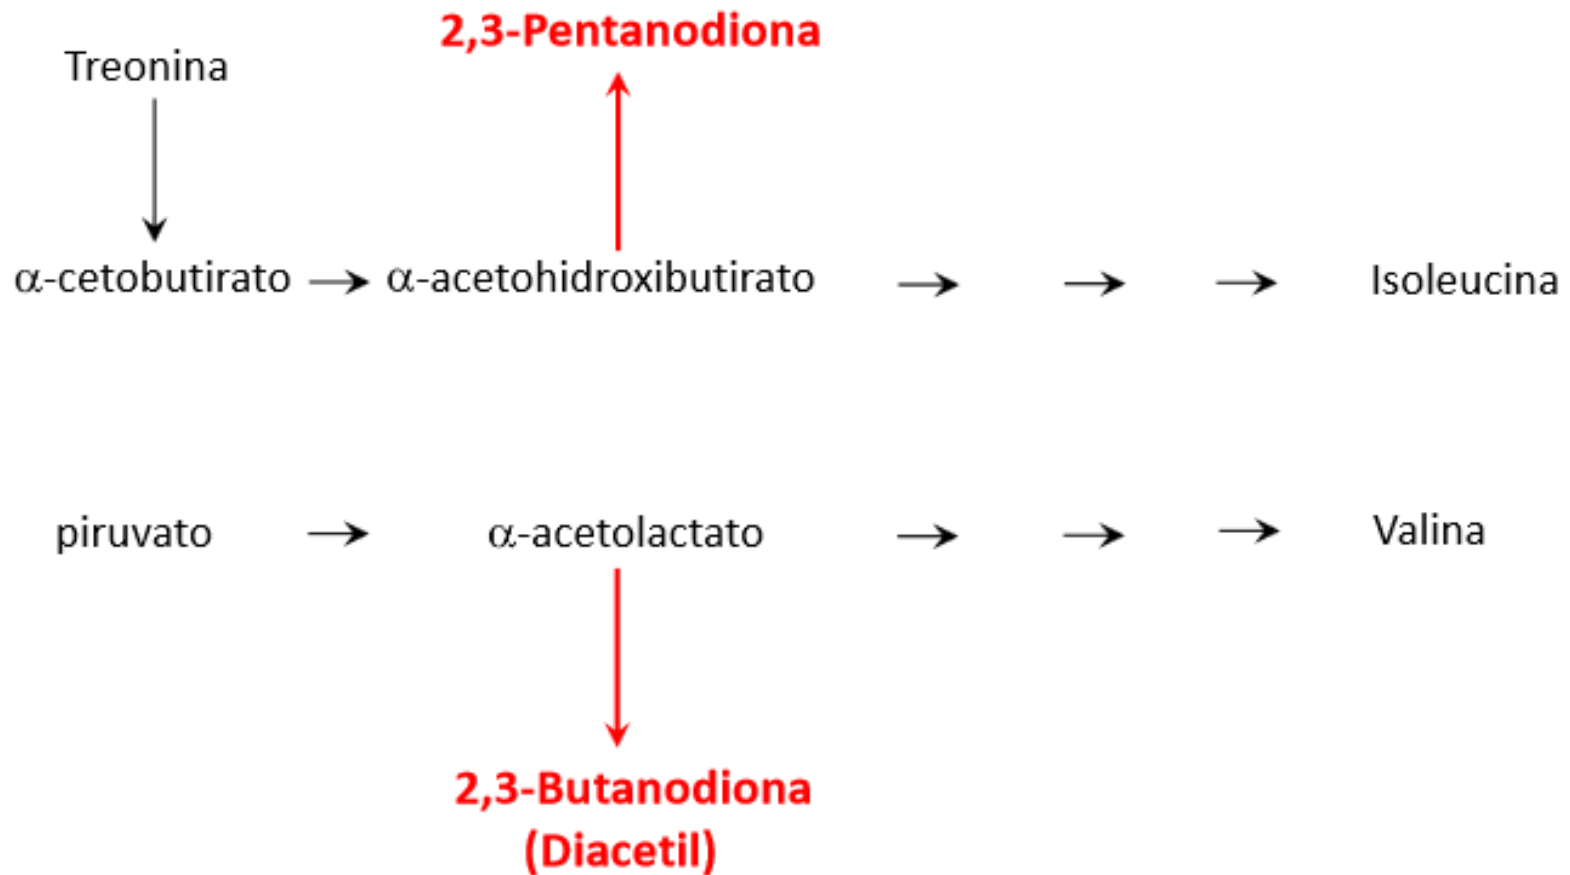 2,3-Pentanodiona
Treonina
α-cetobutirato α-acetohidroxibutirato Isoleucina
piruvato α-acetolactato Valina
2,3-Butanodiona
(Diacetil)